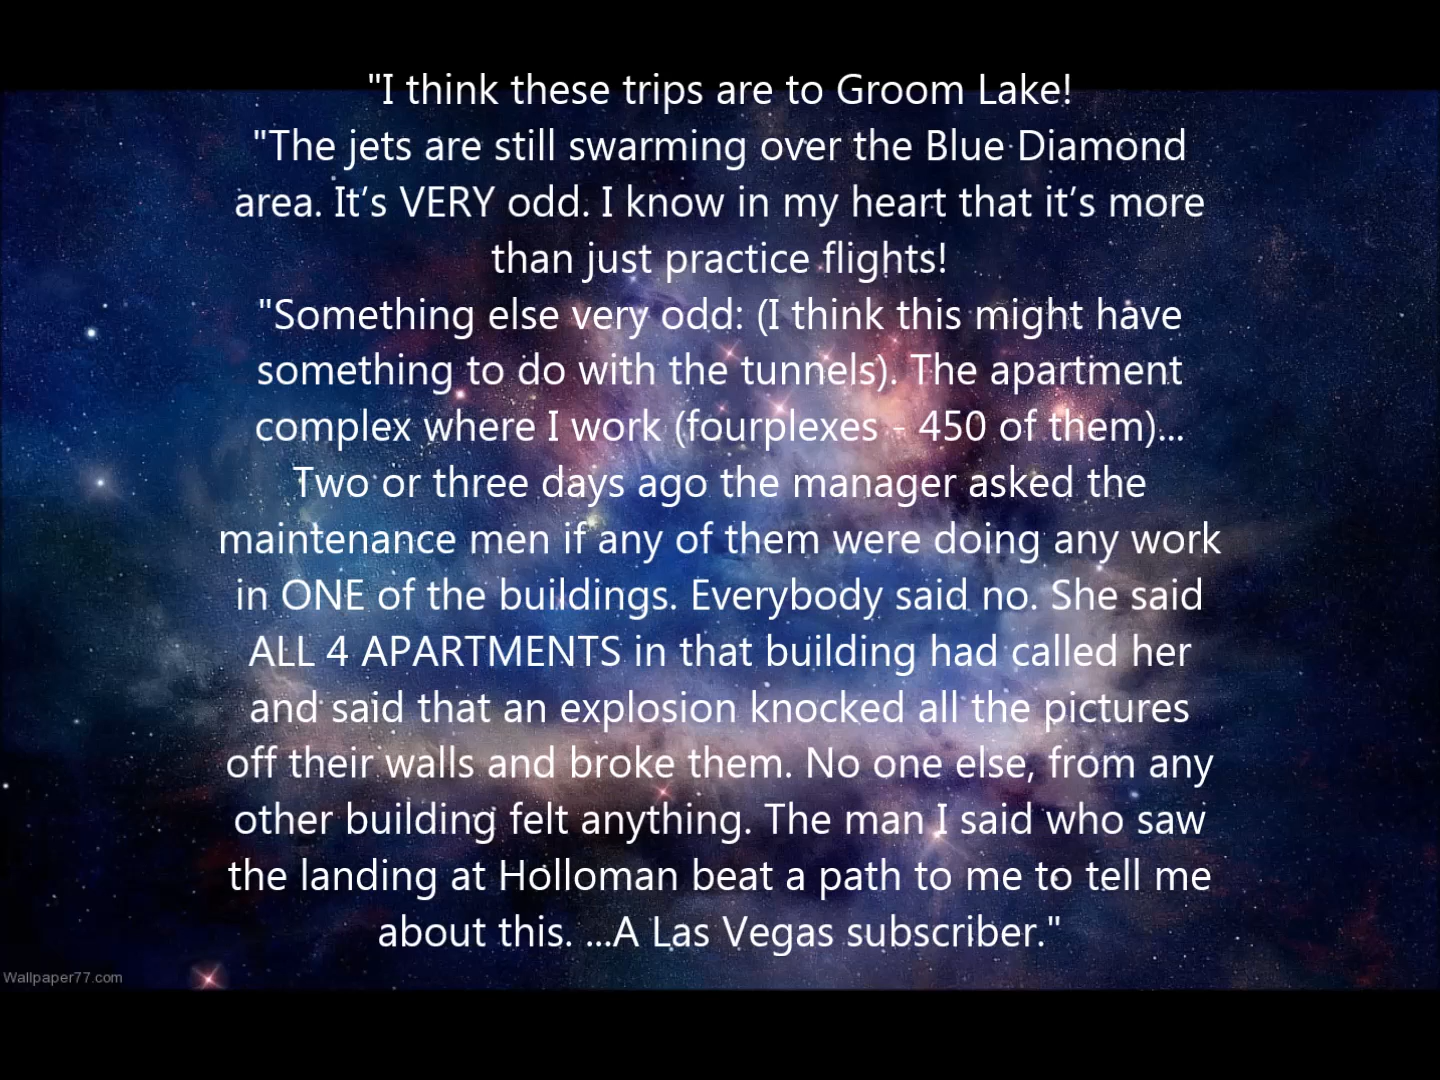 "I think these trips are to Groom Lake!
"The jets are still swarming over the Blue Diamond
area. It’s VERY odd. I know in my heart that it’s more
than just practice flights!
"Something else very odd: (I think this might have
something to do with the tunnels). The apartment
complex where I work (fourplexes - 450 of them)...
Two or three days ago the manager asked the
maintenance men if any of them were doing any work
in ONE of the buildings. Everybody said no. She said
ALL 4 APARTMENTS in that building had called her
and said that an explosion knocked all the pictures
off their walls and broke them. No one else, from any
other building felt anything. The man I said who saw
the landing at Holloman beat a path to me to tell me
about this. ...A Las Vegas subscriber."
Wallpaper77.com